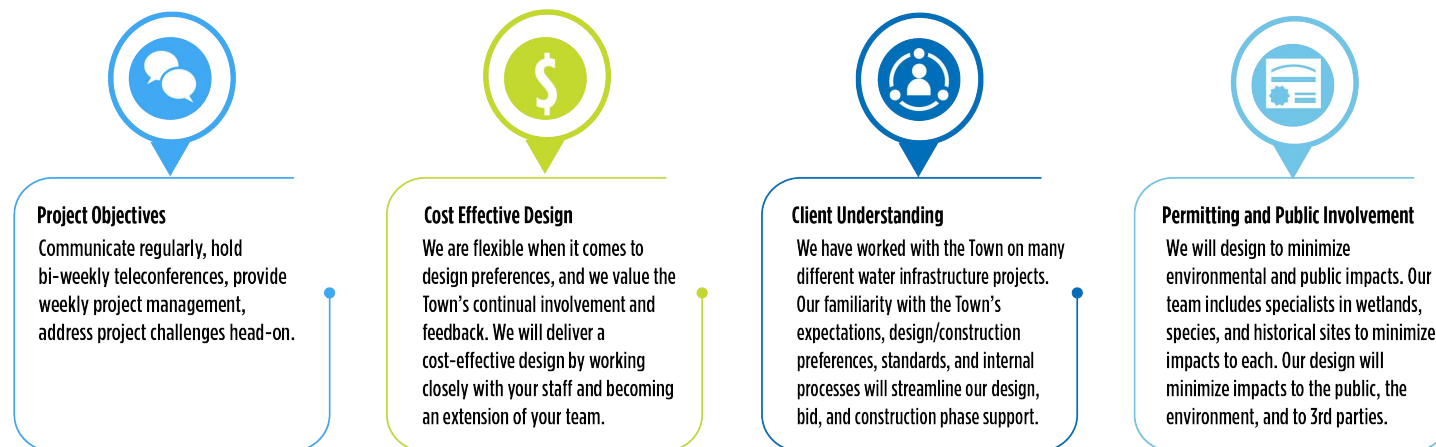 $
Project Objectives
Communicate regularly, hold
bi-weekly teleconferences, provide
weekly project management,
address project challenges head-on.
Cost Effective Design
We are flexible when it comes to
design preferences, and we value the
Town's continual involvement and
feedback. We will deliver a
cost-effective design by working
closely with your staff and becoming
an extension of your team.
Client Understanding
We have worked with the Town on many
different water infrastructure projects.
Our familiarity with the Town's
expectations, design/construction
preferences, standards, and internal
processes will streamline our design,
bid, and construction phase support.
Permitting and Public Involvement
We will design to minimize
environmental and public impacts. Our
team includes specialists in wetlands,
species, and historical sites to minimize
impacts to each. Our design will
minimize impacts to the public, the
environment, and to 3rd parties.